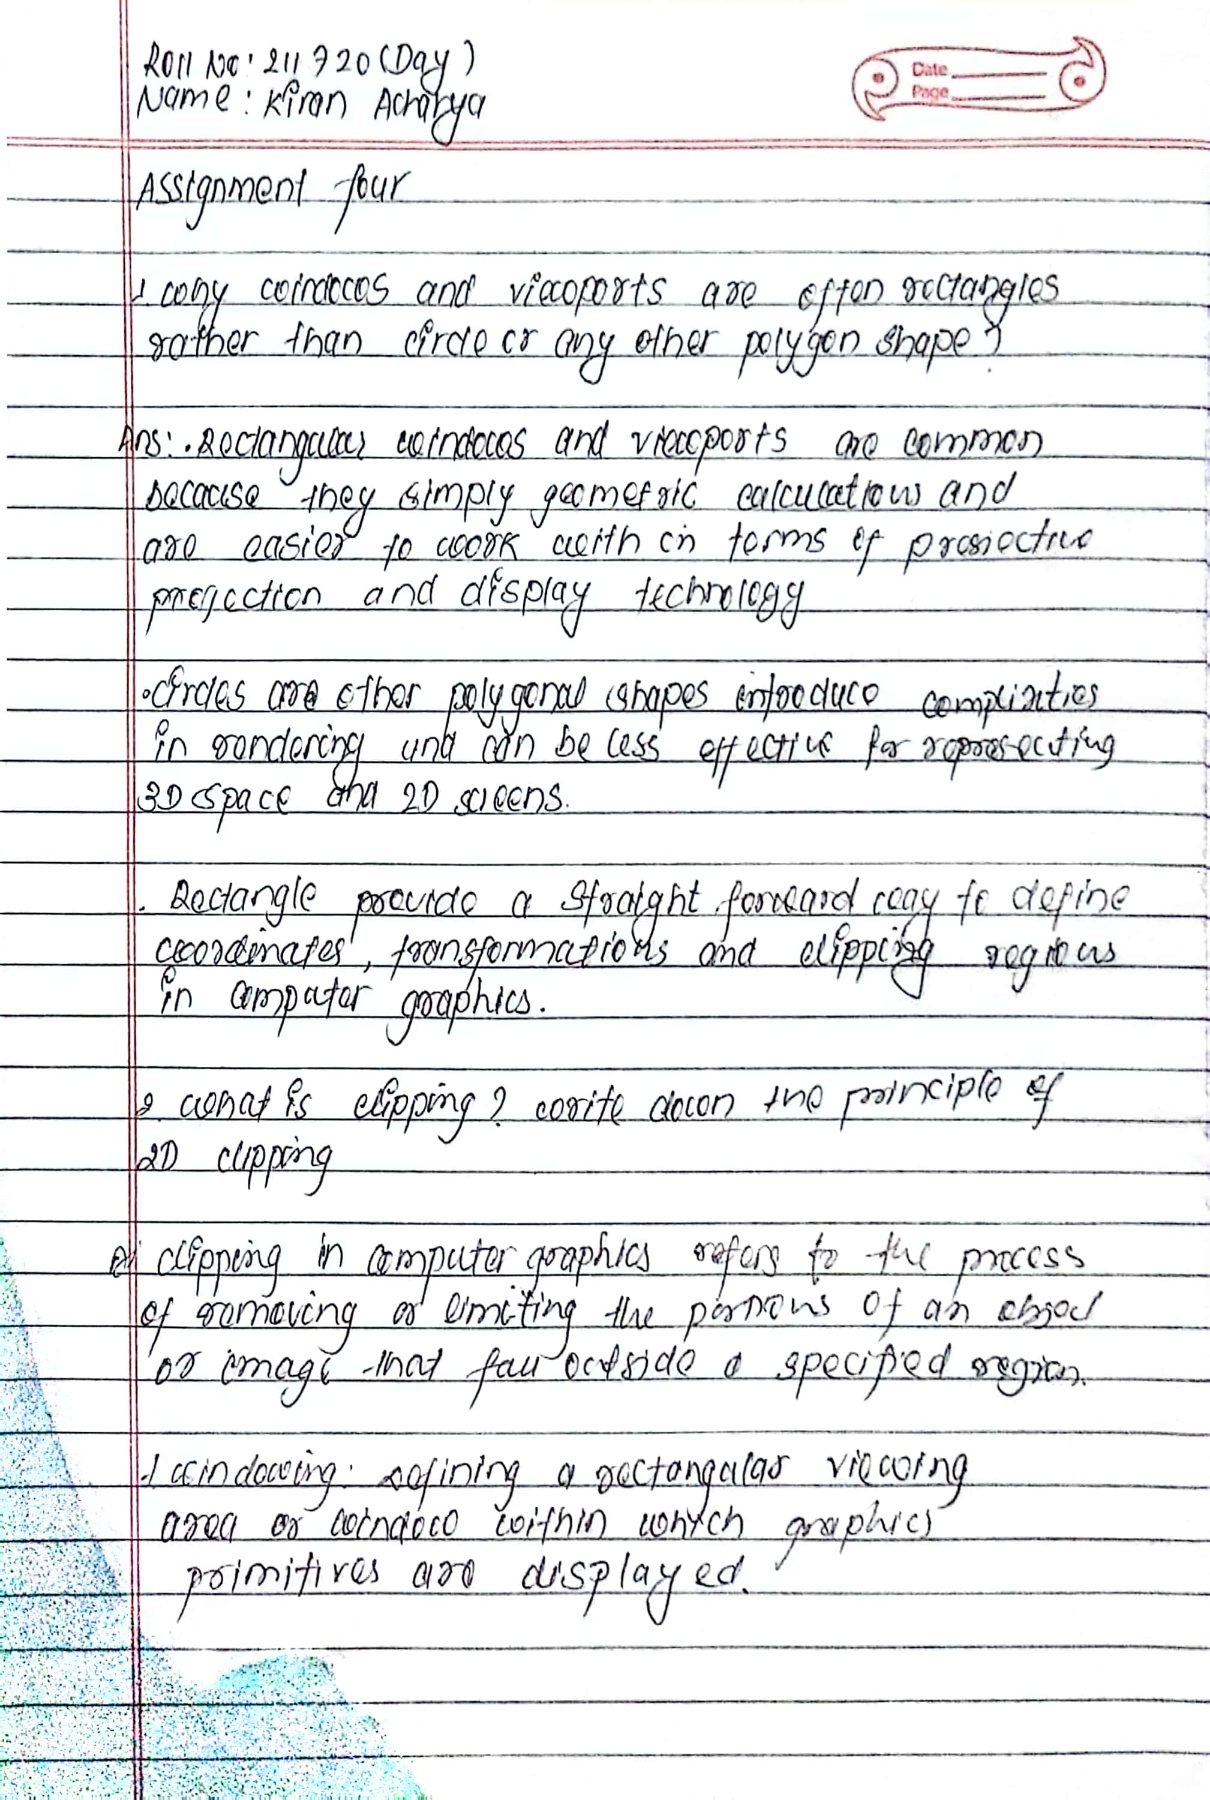 Roll No: 211720 (Day)
Name: Kiran Acharya
Date
Page
Assignment four
1 why windows and viewports are often rectangles
rather than circle or any other polygon shape?
Ans: . Rectangular windows and viewports are common
because they simply geometric calculations and
are easier to work with in terms of prosiective
projection and display technology
• circles are other polygonal shapes introduce complixities
in rendering and can be less effective for representing
3D space and 2D screens.
. Rectangle provide a straight forward way to define
coordinates, transformations and clipping regions
in computer graphics.
2 what is clipping? write down the principle of
2D clipping
clipping in computer graphics refers to the process
of removing or limiting the portions of an object
or image that fall outside a specified region.
1 windowing: Defining a rectangular viewing
area or window within which graphics
primitives are displayed.